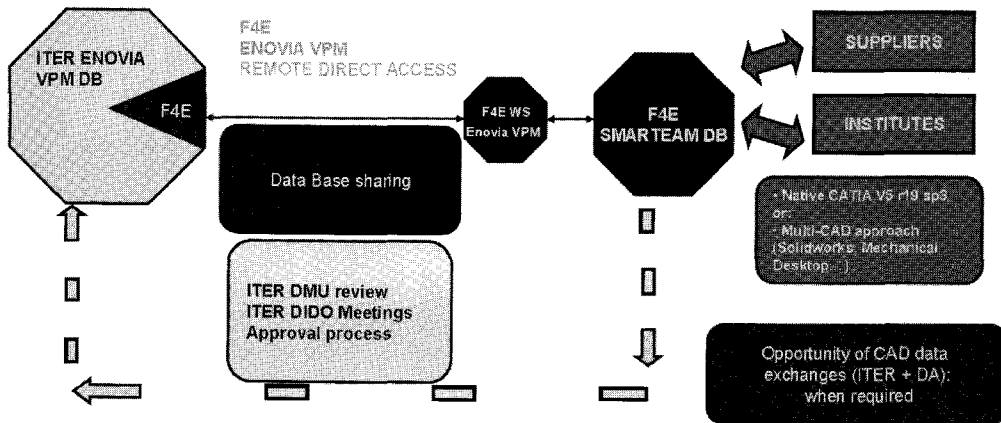 ITER ENOVIA
VPM DB
F4E
F4E
ENOVIA VPM
REMOTE DIRECT ACCESS
F4E WS
Enovia VPM
F4E
SMARTEAM DB
SUPPLIERS
INSTITUTES
Data Base sharing
• Native CATIA V5 r19 sp3
or:
• Multi-CAD approach
(Solidworks, Mechanical
Desktop...)
ITER DMU review
ITER DIDO Meetings
Approval process
Opportunity of CAD data
exchanges (ITER + DA):
when required